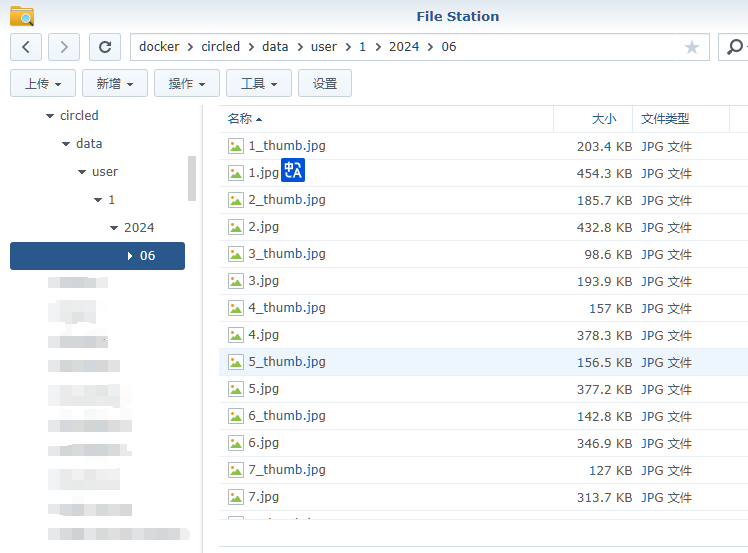 File Station
docker > circled > data > user > 1 > 2024 > 06
上传 新增 操作 工具 设置
circled
data
user
1
2024
06
名称 大小 文件类型
1_thumb.jpg 203.4 KB JPG 文件
1.jpg 中A 454.3 KB JPG 文件
2_thumb.jpg 185.7 KB JPG 文件
2.jpg 432.8 KB JPG 文件
3_thumb.jpg 98.6 KB JPG 文件
3.jpg 193.9 KB JPG 文件
4_thumb.jpg 157 KB JPG 文件
4.jpg 378.3 KB JPG 文件
5_thumb.jpg 156.5 KB JPG 文件
5.jpg 377.2 KB JPG 文件
6_thumb.jpg 142.8 KB JPG 文件
6.jpg 346.9 KB JPG 文件
7_thumb.jpg 127 KB JPG 文件
7.jpg 313.7 KB JPG 文件